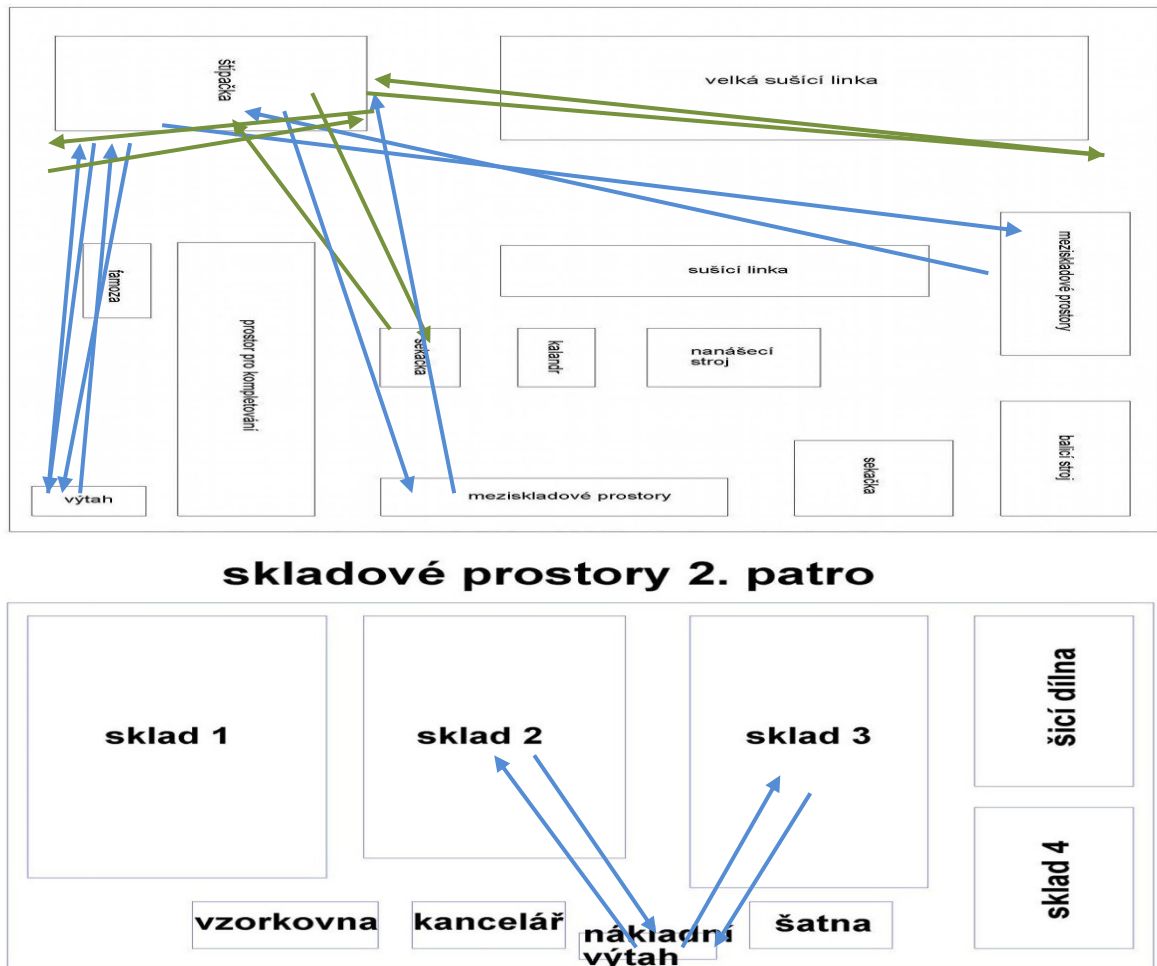 štípačka
velká sušící linka
famoza
prostor pro kompletování
sušící linka
meziskladové prostory
sekačka
kalandr
nanášecí
stroj
výtah
meziskladové prostory
sekačka
balicí stroj
skladové prostory 2. patro
sklad 1
sklad 2
sklad 3
šicí dílna
sklad 4
vzorkovna
kancelář
nákladní
výtah
šatna